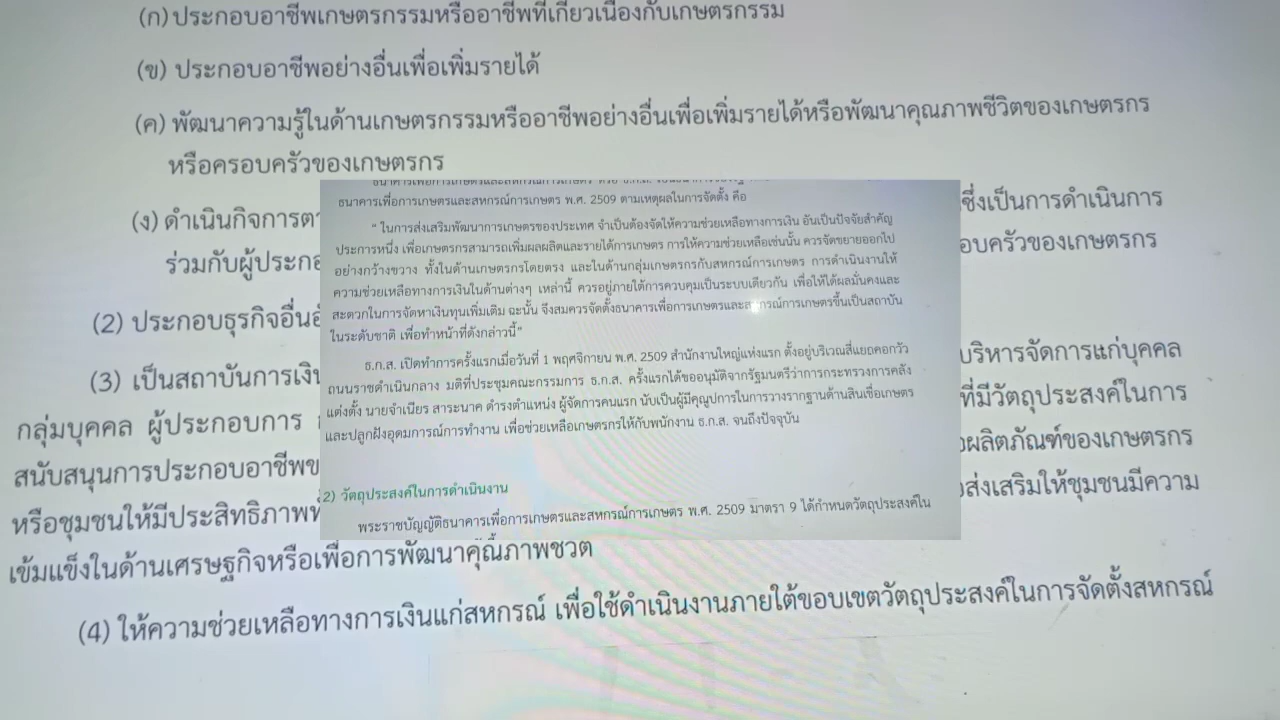 (ก) ประกอบอาชีพเกษตรกรรมหรืออาชีพที่เกี่ยวเนื่องกับเกษตรกรรม
(ข) ประกอบอาชีพอย่างอื่นเพื่อเพิ่มรายได้
(ค) พัฒนาความรู้ในด้านเกษตรกรรมหรืออาชีพอย่างอื่นเพื่อเพิ่มรายได้หรือพัฒนาคุณภาพชีวิตของเกษตรกร
หรือครอบครัวของเกษตรกร
(ง) ดำเนินกิจการตา ซึ่งเป็นการดำเนินการ
ร่วมกับผู้ประกอ อบครัวของเกษตรกร
(2) ประกอบธุรกิจอื่น
(3) เป็นสถาบันการเงิน บริหารจัดการแก่บุคคล
กลุ่มบุคคล ผู้ประกอบการ ที่มีวัตถุประสงค์ในการ
สนับสนุนการประกอบอาชีพข ผลิตภัณฑ์ของเกษตรกร
หรือชุมชนให้มีประสิทธิภาพ ส่งเสริมให้ชุมชนมีความ
เข้มแข็งในด้านเศรษฐกิจหรือเพื่อการพัฒนาคุณภาพชีวิต
(4) ให้ความช่วยเหลือทางการเงินแก่สหกรณ์ เพื่อใช้ดำเนินงานภายใต้ขอบเขตวัตถุประสงค์ในการจัดตั้งสหกรณ์
ธนาคารเพื่อการเกษตรและสหกรณ์การเกษตร พ.ศ. 2509 ตามเหตุผลในการจัดตั้ง คือ
" ในการส่งเสริมพัฒนาการเกษตรของประเทศ จำเป็นต้องจัดให้ความช่วยเหลือทางการเงิน อันเป็นปัจจัยสำคัญ
ประการหนึ่ง เพื่อเกษตรกรสามารถเพิ่มผลผลิตและรายได้การเกษตร การให้ความช่วยเหลือเช่นนั้น ควรจัดขยายออกไป
อย่างกว้างขวาง ทั้งในด้านเกษตรกรโดยตรง และในด้านกลุ่มเกษตรกรกับสหกรณ์การเกษตร การดำเนินงานให้
ความช่วยเหลือทางการเงินในด้านต่างๆ เหล่านี้ ควรอยู่ภายใต้การควบคุมเป็นระบบเดียวกัน เพื่อให้ได้ผลมั่นคงและ
สะดวกในการจัดหาเงินทุนเพิ่มเติม ฉะนั้น จึงสมควรจัดตั้งธนาคารเพื่อการเกษตรและสหกรณ์การเกษตรขึ้นเป็นสถาบัน
ในระดับชาติ เพื่อทำหน้าที่ดังกล่าวนี้"
ธ.ก.ส. เปิดทำการครั้งแรกเมื่อวันที่ 1 พฤศจิกายน พ.ศ. 2509 สำนักงานใหญ่แห่งแรก ตั้งอยู่บริเวณสี่แยกคอกวัว
ถนนราชดำเนินกลาง มติที่ประชุมคณะกรรมการ ธ.ก.ส. ครั้งแรกได้ขออนุมัติจากรัฐมนตรีว่าการกระทรวงการคลัง
แต่งตั้ง นายจำเนียร สาระนาค ดำรงตำแหน่ง ผู้จัดการคนแรก นับเป็นผู้มีคุณูปการในการวางรากฐานด้านสินเชื่อเกษตร
และปลูกฝังอุดมการณ์การทำงาน เพื่อช่วยเหลือเกษตรกรให้กับพนักงาน ธ.ก.ส. จนถึงปัจจุบัน
2) วัตถุประสงค์ในการดำเนินงาน
พระราชบัญญัติธนาคารเพื่อการเกษตรและสหกรณ์การเกษตร พ.ศ. 2509 มาตรา 9 ได้กำหนดวัตถุประสงค์ใน